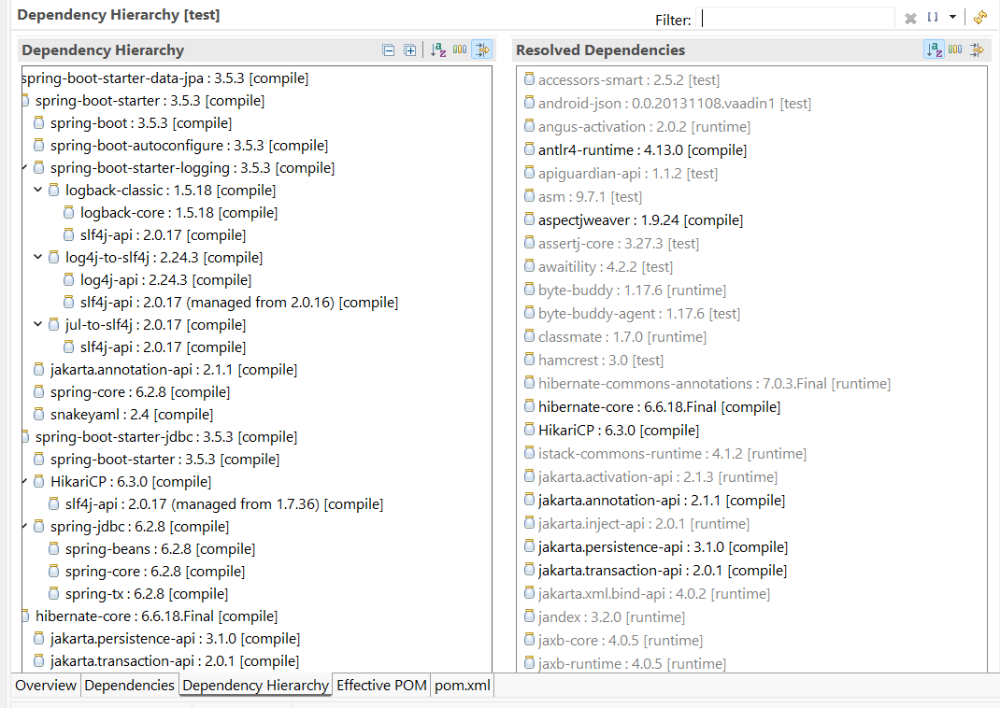 Dependency Hierarchy [test]
Filter:
Dependency Hierarchy
spring-boot-starter-data-jpa : 3.5.3 [compile]
spring-boot-starter : 3.5.3 [compile]
spring-boot : 3.5.3 [compile]
spring-boot-autoconfigure : 3.5.3 [compile]
spring-boot-starter-logging : 3.5.3 [compile]
logback-classic : 1.5.18 [compile]
logback-core : 1.5.18 [compile]
slf4j-api : 2.0.17 [compile]
log4j-to-slf4j : 2.24.3 [compile]
log4j-api : 2.24.3 [compile]
slf4j-api : 2.0.17 (managed from 2.0.16) [compile]
jul-to-slf4j : 2.0.17 [compile]
slf4j-api : 2.0.17 [compile]
jakarta.annotation-api : 2.1.1 [compile]
spring-core : 6.2.8 [compile]
snakeyaml : 2.4 [compile]
spring-boot-starter-jdbc : 3.5.3 [compile]
spring-boot-starter : 3.5.3 [compile]
HikariCP : 6.3.0 [compile]
slf4j-api : 2.0.17 (managed from 1.7.36) [compile]
spring-jdbc : 6.2.8 [compile]
spring-beans : 6.2.8 [compile]
spring-core : 6.2.8 [compile]
spring-tx : 6.2.8 [compile]
hibernate-core : 6.6.18.Final [compile]
jakarta.persistence-api : 3.1.0 [compile]
jakarta.transaction-api : 2.0.1 [compile]
Resolved Dependencies
accessors-smart : 2.5.2 [test]
android-json : 0.0.20131108.vaadin1 [test]
angus-activation : 2.0.2 [runtime]
antlr4-runtime : 4.13.0 [compile]
apiguardian-api : 1.1.2 [test]
asm : 9.7.1 [test]
aspectjweaver : 1.9.24 [compile]
assertj-core : 3.27.3 [test]
awaitility : 4.2.2 [test]
byte-buddy : 1.17.6 [runtime]
byte-buddy-agent : 1.17.6 [test]
classmate : 1.7.0 [runtime]
hamcrest : 3.0 [test]
hibernate-commons-annotations : 7.0.3.Final [runtime]
hibernate-core : 6.6.18.Final [compile]
HikariCP : 6.3.0 [compile]
istack-commons-runtime : 4.1.2 [runtime]
jakarta.activation-api : 2.1.3 [runtime]
jakarta.annotation-api : 2.1.1 [compile]
jakarta.inject-api : 2.0.1 [runtime]
jakarta.persistence-api : 3.1.0 [compile]
jakarta.transaction-api : 2.0.1 [compile]
jakarta.xml.bind-api : 4.0.2 [runtime]
jandex : 3.2.0 [runtime]
jaxb-core : 4.0.5 [runtime]
jaxb-runtime : 4.0.5 [runtime]
Overview Dependencies Dependency Hierarchy Effective POM pom.xml